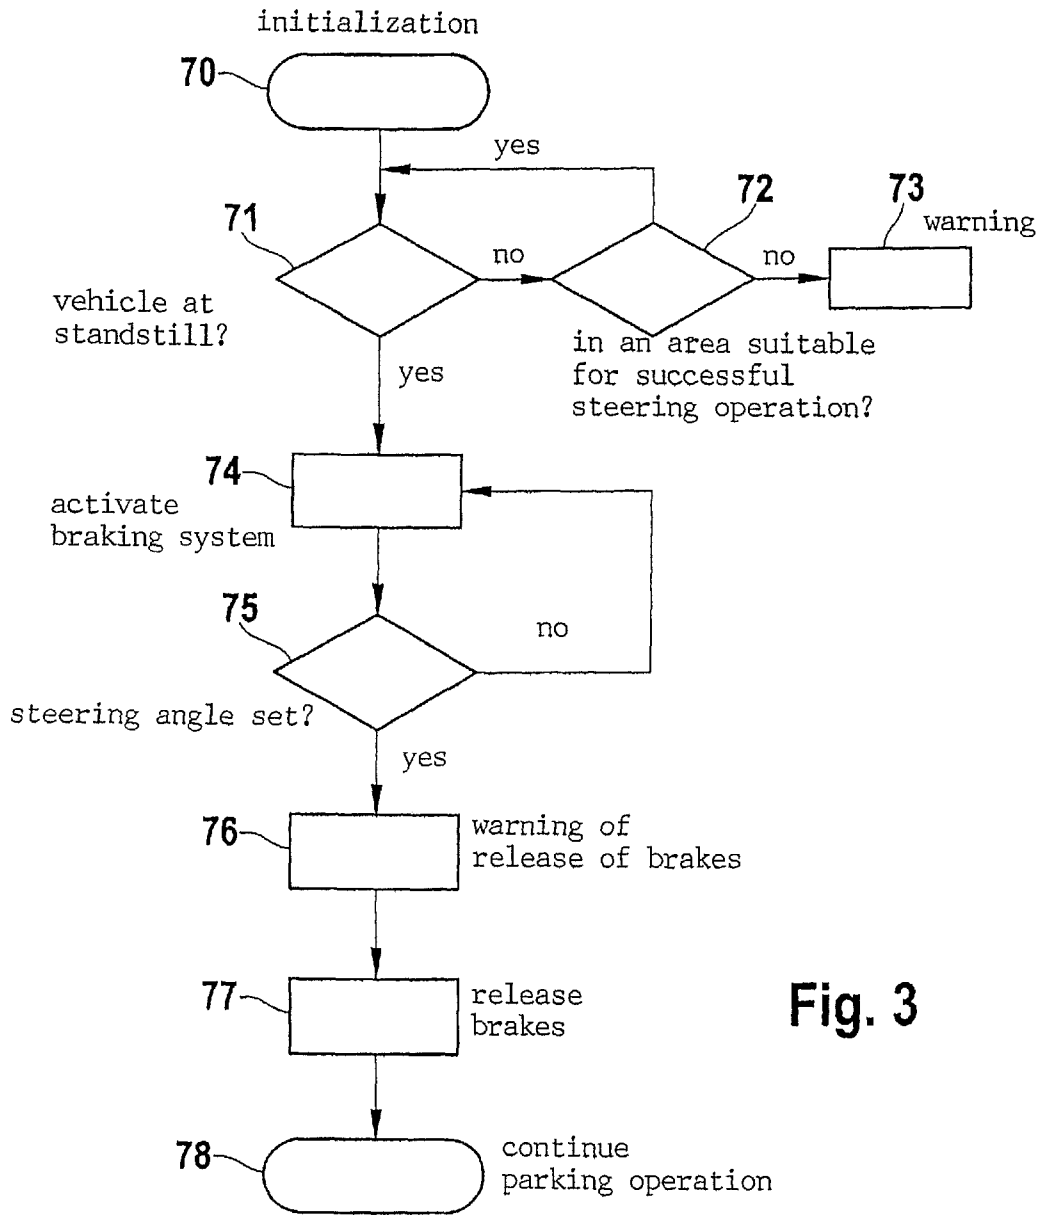 initialization
70
yes
71
72
73
warning
no
no
vehicle at
standstill?
in an area suitable
for successful
steering operation?
yes
74
activate
braking system
75
no
steering angle set?
yes
76
warning of
release of brakes
77
release
brakes
Fig. 3
78
continue
parking operation